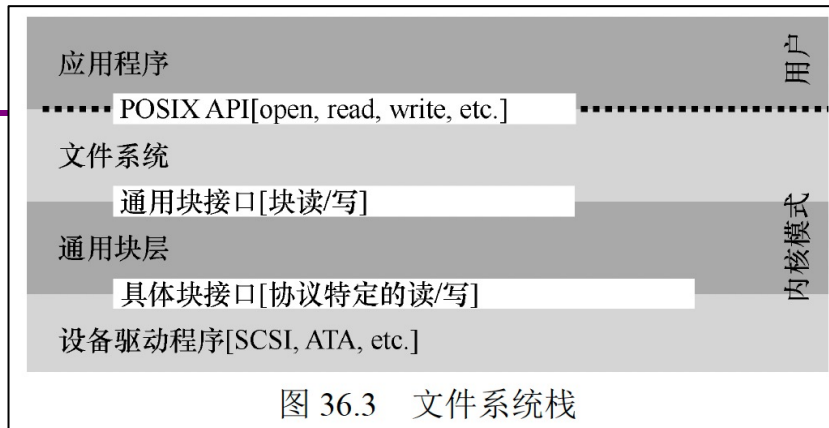 应用程序
用户
POSIX API[open, read, write, etc.]
文件系统
通用块接口[块读/写]
通用块层
内核模式
具体块接口[协议特定的读/写]
设备驱动程序[SCSI, ATA, etc.]
图 36.3 文件系统栈